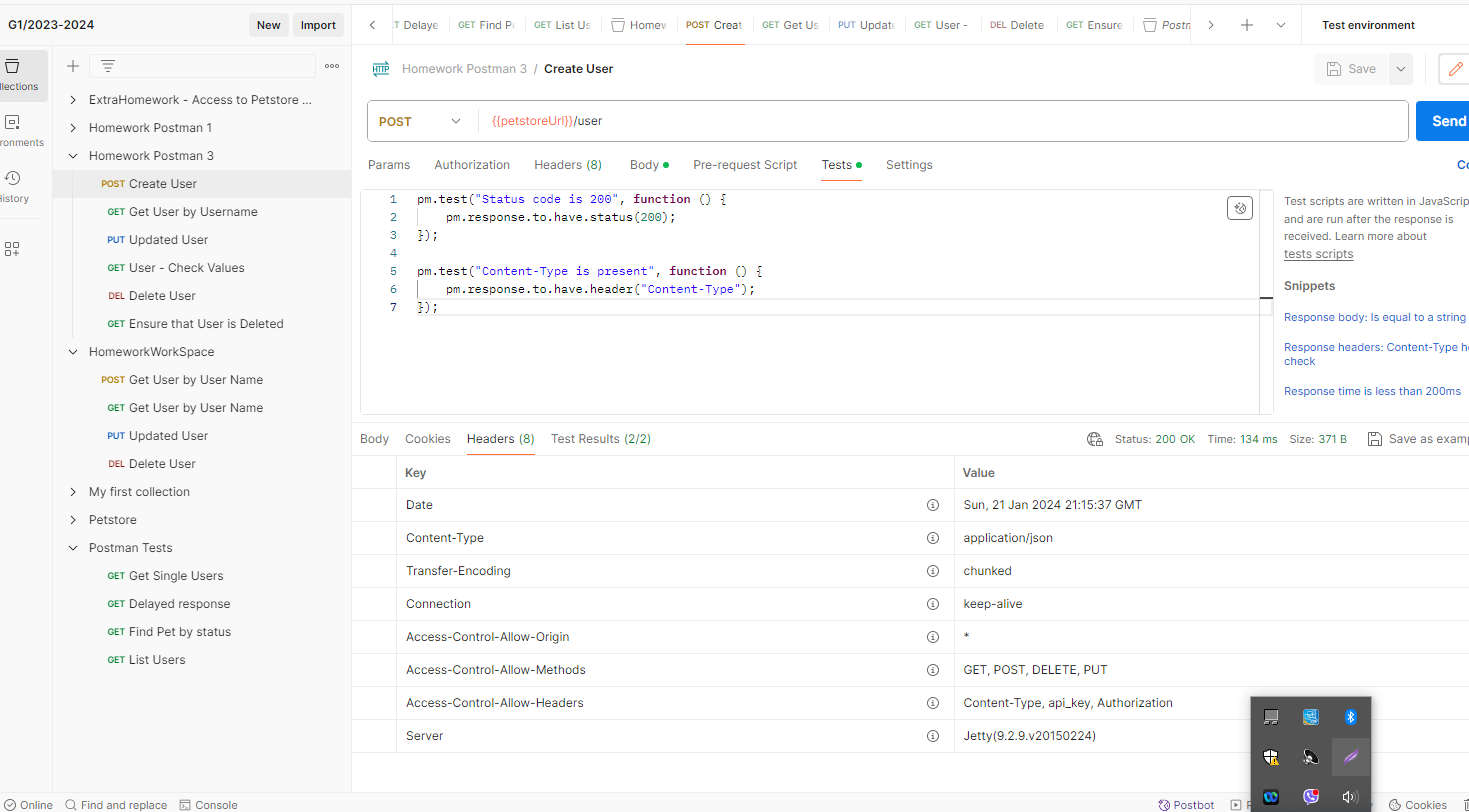 G1/2023-2024 New Import
Delaye GET Find P GET List Us Homew POST Creat GET Get Us PUT Updat GET User - DEL Delete GET Ensure Postm Test environment
llections
ronments
History
ExtraHomework - Access to Petstore ...
Homework Postman 1
Homework Postman 3
POST Create User
GET Get User by Username
PUT Updated User
GET User - Check Values
DEL Delete User
GET Ensure that User is Deleted
HomeworkWorkSpace
POST Get User by User Name
GET Get User by User Name
PUT Updated User
DEL Delete User
My first collection
Petstore
Postman Tests
GET Get Single Users
GET Delayed response
GET Find Pet by status
GET List Users
HTTP Homework Postman 3 / Create User Save
POST {{petstoreUrl}}/user Send
Params Authorization Headers (8) Body Pre-request Script Tests Settings Co
1 pm.test("Status code is 200", function () {
2 pm.response.to.have.status(200);
3 });
4
5 pm.test("Content-Type is present", function () {
6 pm.response.to.have.header("Content-Type");
7 });
Test scripts are written in JavaScrip
and are run after the response is
received. Learn more about
tests scripts
Snippets
Response body: Is equal to a string
Response headers: Content-Type he
check
Response time is less than 200ms
Body Cookies Headers (8) Test Results (2/2) Status: 200 OK Time: 134 ms Size: 371 B Save as examp
Key Value
Date Sun, 21 Jan 2024 21:15:37 GMT
Content-Type application/json
Transfer-Encoding chunked
Connection keep-alive
Access-Control-Allow-Origin *
Access-Control-Allow-Methods GET, POST, DELETE, PUT
Access-Control-Allow-Headers Content-Type, api_key, Authorization
Server Jetty(9.2.9.v20150224)
Online Find and replace Console Postbot Cookies